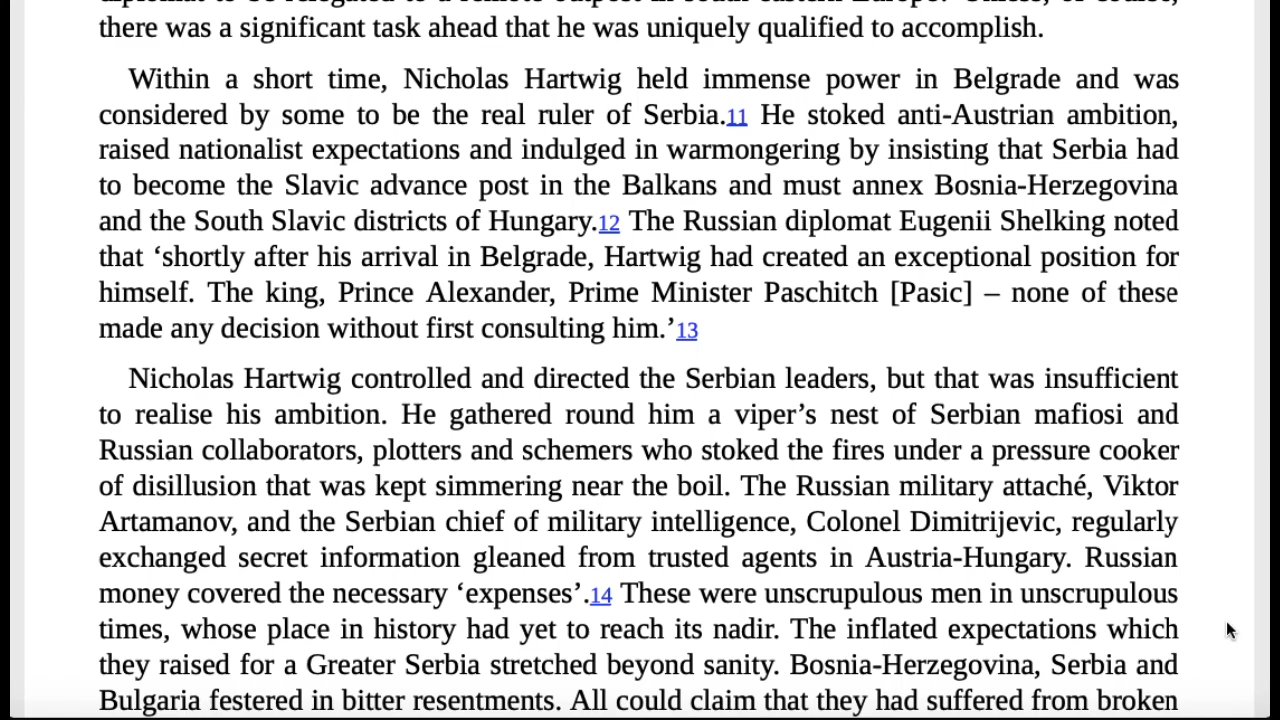 there was a significant task ahead that he was uniquely qualified to accomplish.
Within a short time, Nicholas Hartwig held immense power in Belgrade and was
considered by some to be the real ruler of Serbia.11 He stoked anti-Austrian ambition,
raised nationalist expectations and indulged in warmongering by insisting that Serbia had
to become the Slavic advance post in the Balkans and must annex Bosnia-Herzegovina
and the South Slavic districts of Hungary.12 The Russian diplomat Eugenii Shelking noted
that ‘shortly after his arrival in Belgrade, Hartwig had created an exceptional position for
himself. The king, Prince Alexander, Prime Minister Paschitch [Pasic] – none of these
made any decision without first consulting him.’13
Nicholas Hartwig controlled and directed the Serbian leaders, but that was insufficient
to realise his ambition. He gathered round him a viper’s nest of Serbian mafiosi and
Russian collaborators, plotters and schemers who stoked the fires under a pressure cooker
of disillusion that was kept simmering near the boil. The Russian military attaché, Viktor
Artamanov, and the Serbian chief of military intelligence, Colonel Dimitrijevic, regularly
exchanged secret information gleaned from trusted agents in Austria-Hungary. Russian
money covered the necessary ‘expenses’.14 These were unscrupulous men in unscrupulous
times, whose place in history had yet to reach its nadir. The inflated expectations which
they raised for a Greater Serbia stretched beyond sanity. Bosnia-Herzegovina, Serbia and
Bulgaria festered in bitter resentments. All could claim that they had suffered from broken